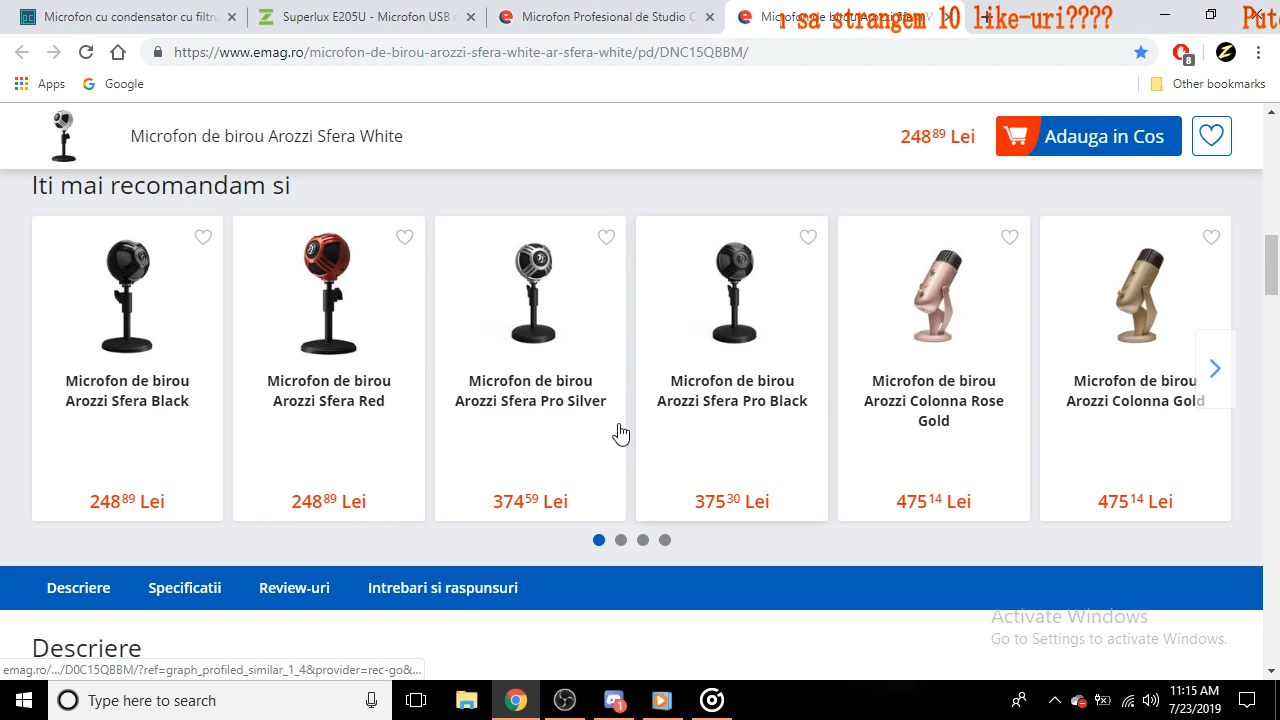 Microfon cu condensator cu filtru
Superlux E205U - Microfon USB c
Microfon Profesional de Studio C
Microfon de birou Arozzi Sfera W
sa strangem 10 like-uri????
https://www.emag.ro/microfon-de-birou-arozzi-sfera-white-ar-sfera-white/pd/DNC15QBBM/
8
Apps
Google
Other bookmarks
Microfon de birou Arozzi Sfera White
248 89 Lei
Adauga in Cos
Iti mai recomandam si
Microfon de birou
Arozzi Sfera Black
248 89 Lei
Microfon de birou
Arozzi Sfera Red
248 89 Lei
Microfon de birou
Arozzi Sfera Pro Silver
374 59 Lei
Microfon de birou
Arozzi Sfera Pro Black
375 30 Lei
Microfon de birou
Arozzi Colonna Rose
Gold
475 14 Lei
Microfon de birou
Arozzi Colonna Gold
475 14 Lei
Descriere
Specificatii
Review-uri
Intrebari si raspunsuri
Activate Windows
Go to Settings to activate Windows.
Descriere
emag.ro/.../D0C15QBBM/?ref=graph_profiled_similar_1_4&provider=rec-go&...
Type here to search
1
11:15 AM
7/23/2019